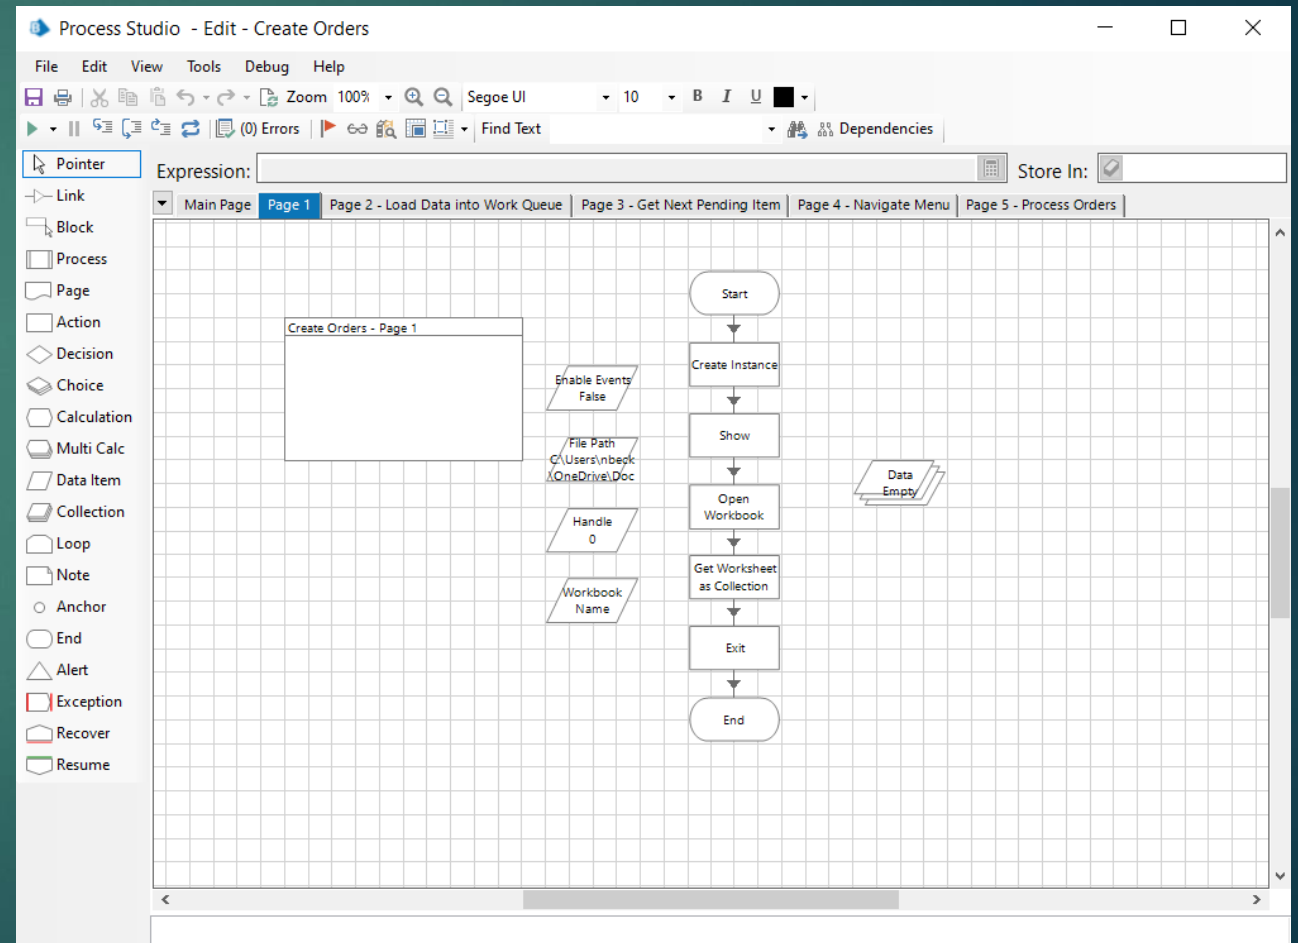 Process Studio - Edit - Create Orders
File Edit View Tools Debug Help
Zoom 100% Segoe UI 10 B I U
(0) Errors Find Text Dependencies
Pointer
Link
Block
Process
Page
Action
Decision
Choice
Calculation
Multi Calc
Data Item
Collection
Loop
Note
Anchor
End
Alert
Exception
Recover
Resume
Expression: Store In:
Main Page Page 1 Page 2 - Load Data into Work Queue Page 3 - Get Next Pending Item Page 4 - Navigate Menu Page 5 - Process Orders
Create Orders - Page 1
Enable Events
False
File Path
C:\Users\nbeck
\OneDrive\Doc
Handle
0
Workbook
Name
Start
Create Instance
Show
Open
Workbook
Get Worksheet
as Collection
Exit
End
Data
Empty